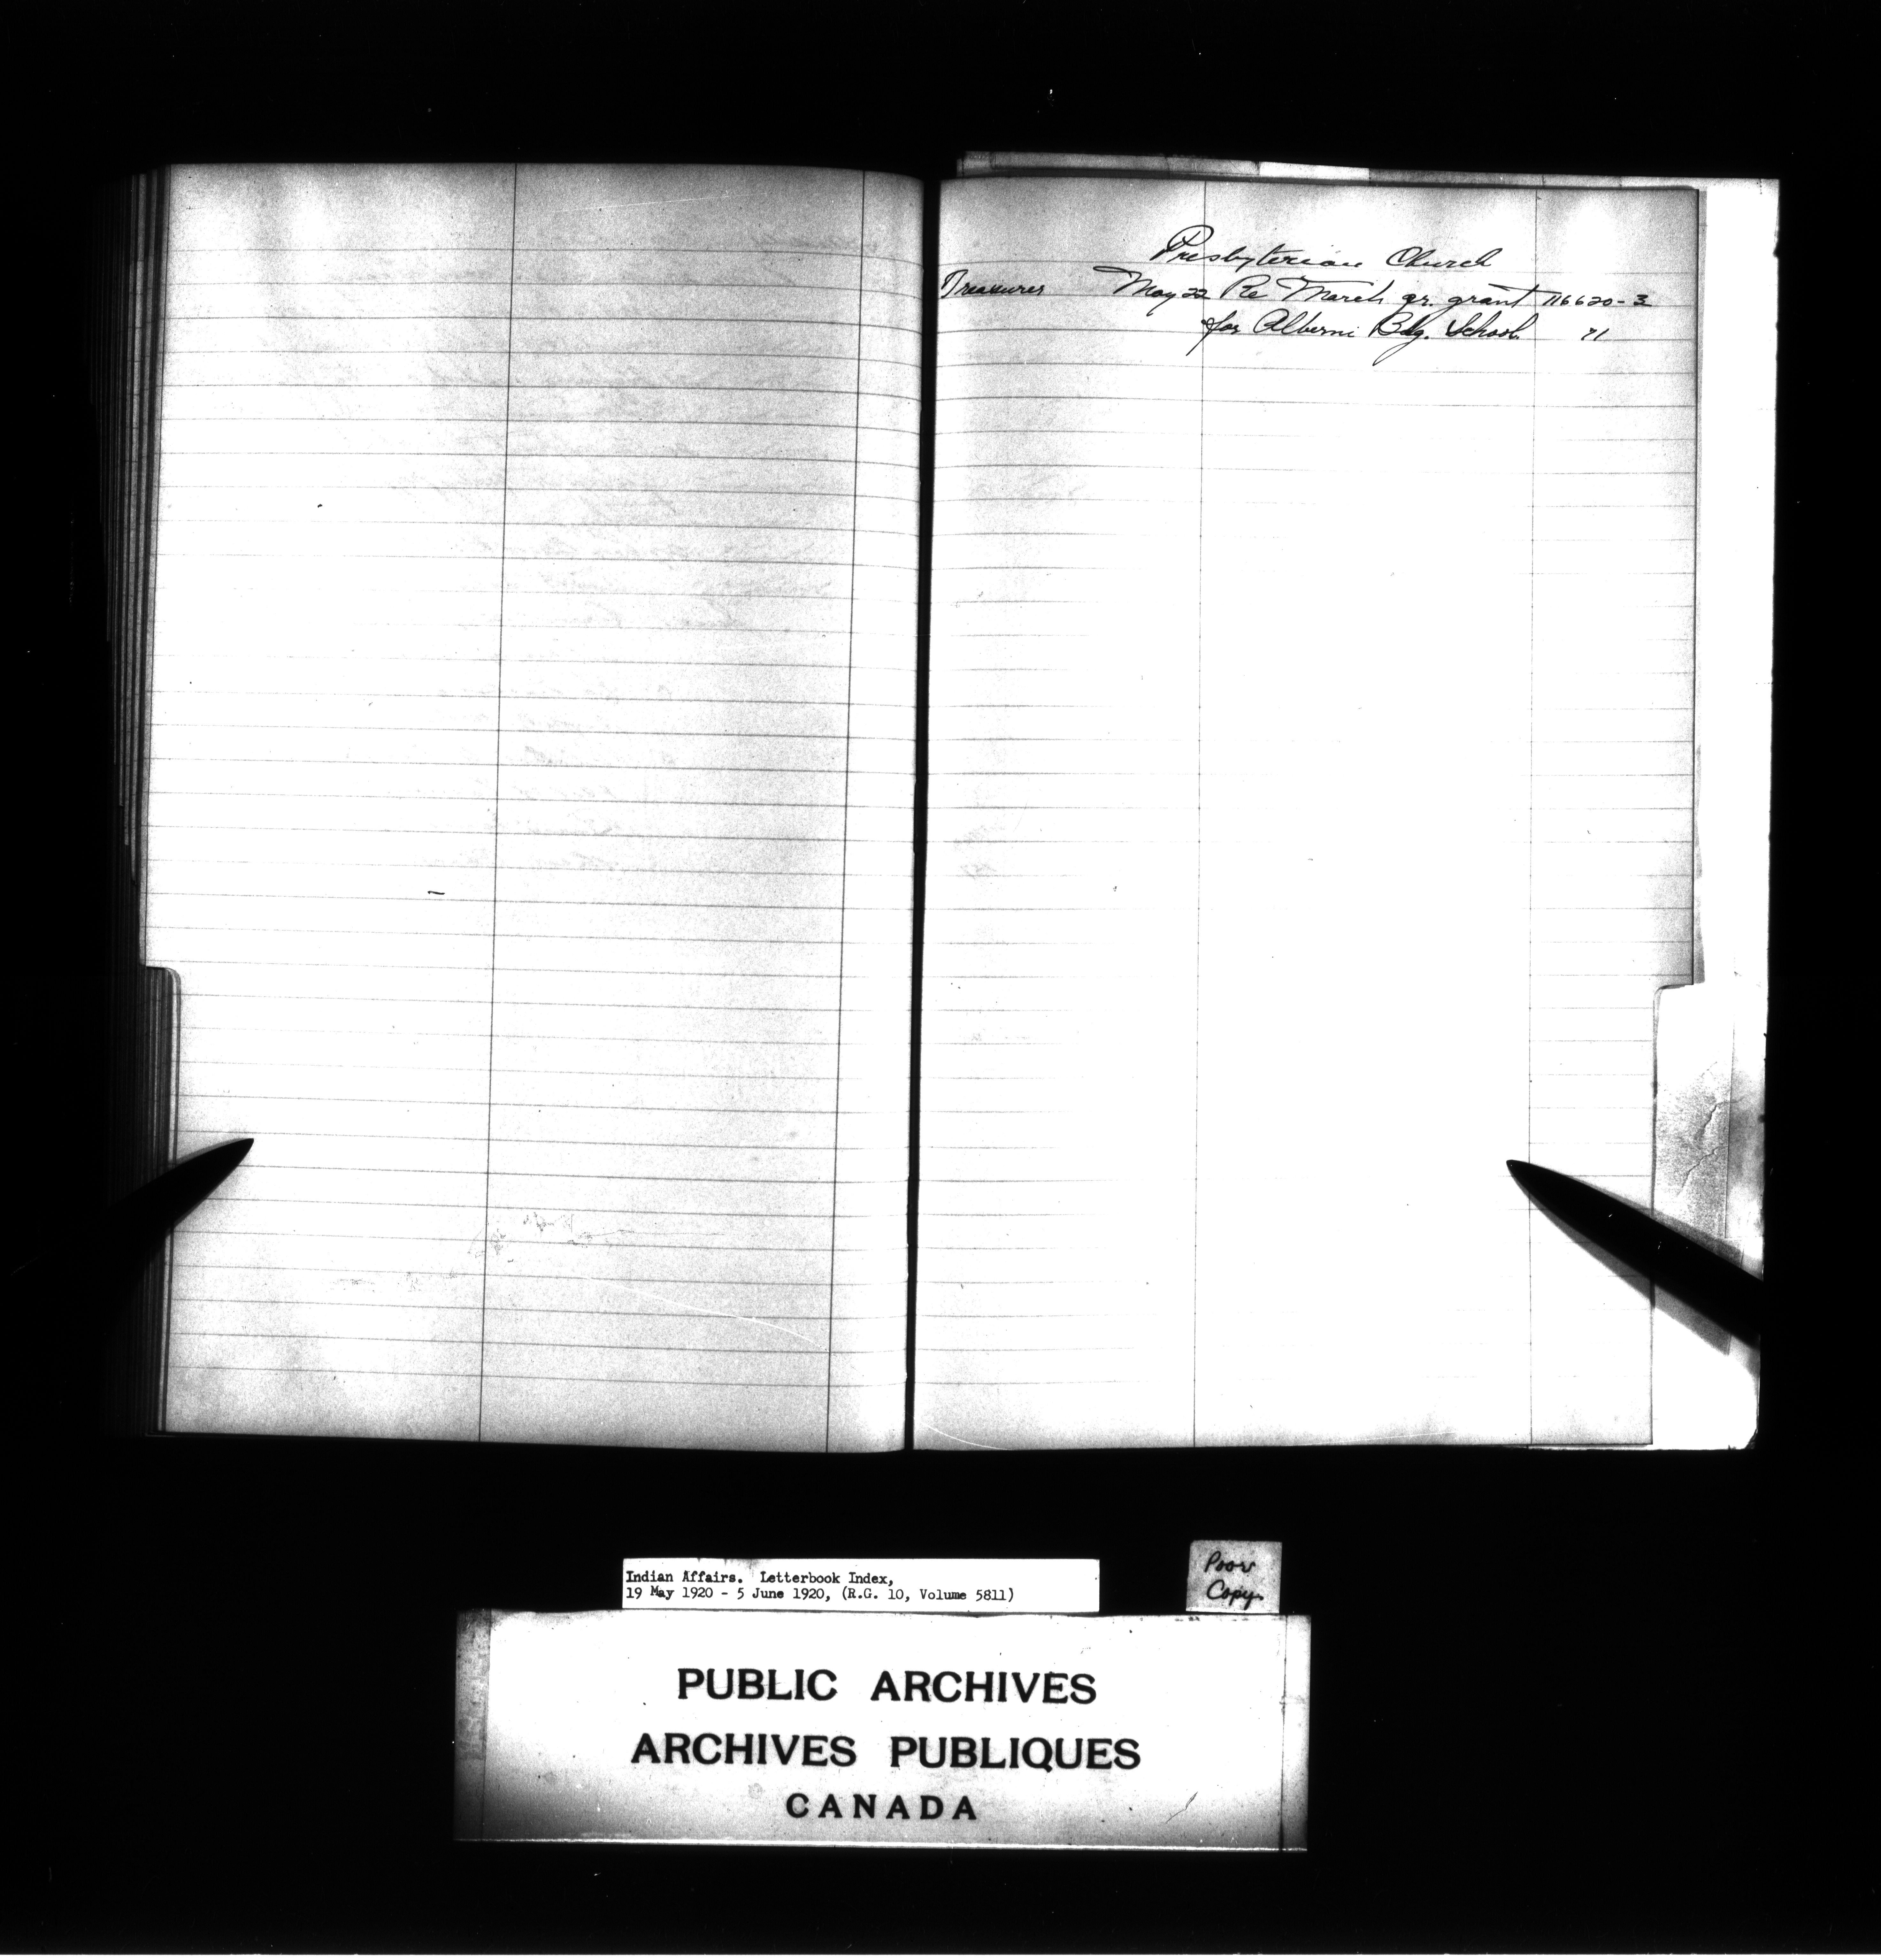 Presbyterian Church
Treasurer May 22 Re March qr. grant 116620-3
for Alberni Bdg. School. 71
Indian Affairs. Letterbook Index,
19 May 1920 - 5 June 1920, (R.G. 10, Volume 5811)
Poor
Copy.
PUBLIC ARCHIVES
ARCHIVES PUBLIQUES
CANADA